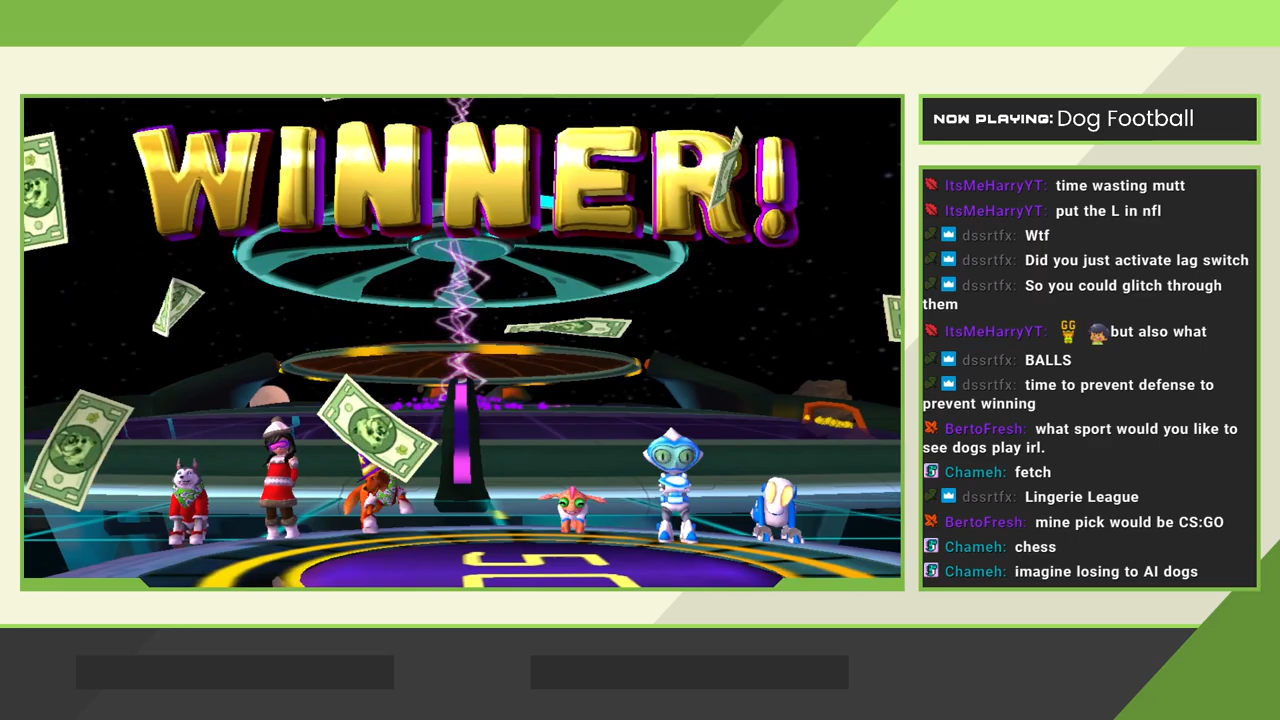 WINNER!
50
NOW PLAYING: Dog Football
ItsMeHarryYT: time wasting mutt
ItsMeHarryYT: put the L in nfl
dssrtfx: Wtf
dssrtfx: Did you just activate lag switch
dssrtfx: So you could glitch through
them
ItsMeHarryYT: GG but also what
dssrtfx: BALLS
dssrtfx: time to prevent defense to
prevent winning
BertoFresh: what sport would you like to
see dogs play irl.
Chameh: fetch
dssrtfx: Lingerie League
BertoFresh: mine pick would be CS:GO
Chameh: chess
Chameh: imagine losing to AI dogs